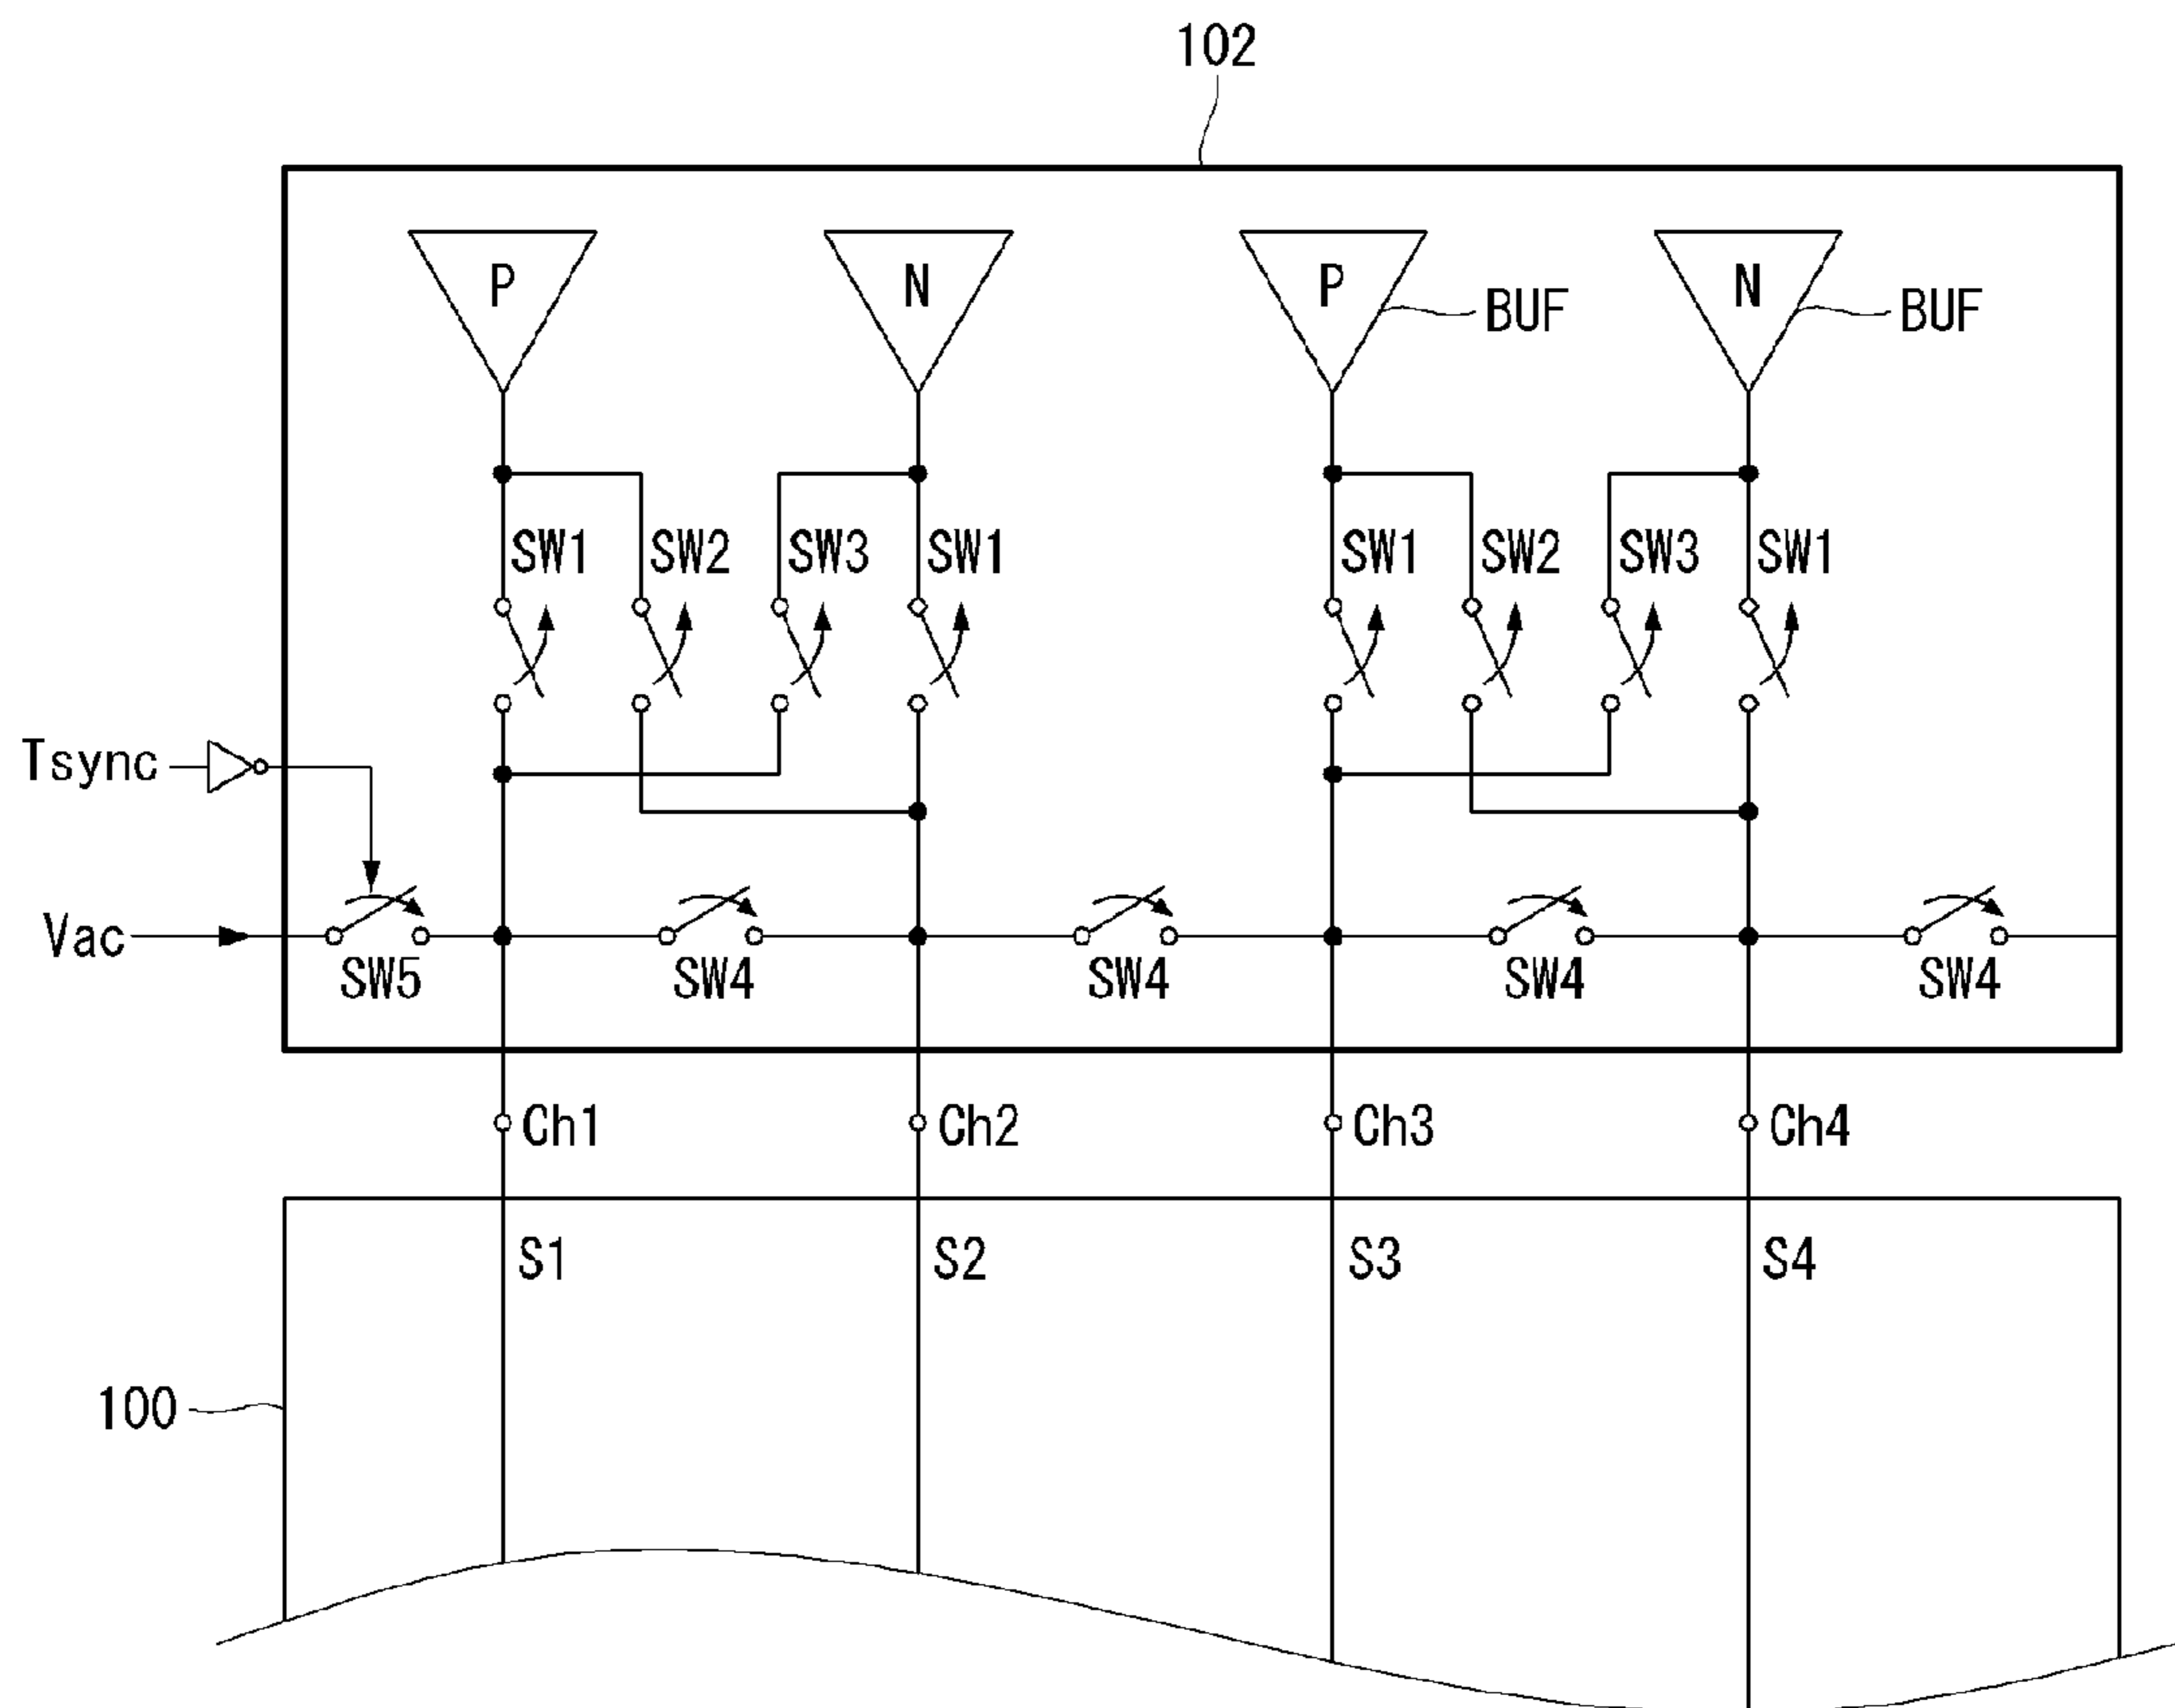 102
P N P N
BUF BUF
SW1 SW2 SW3 SW1 SW1 SW2 SW3 SW1
Tsync
Vac
SW5 SW4 SW4 SW4 SW4
Ch1 Ch2 Ch3 Ch4
S1 S2 S3 S4
100